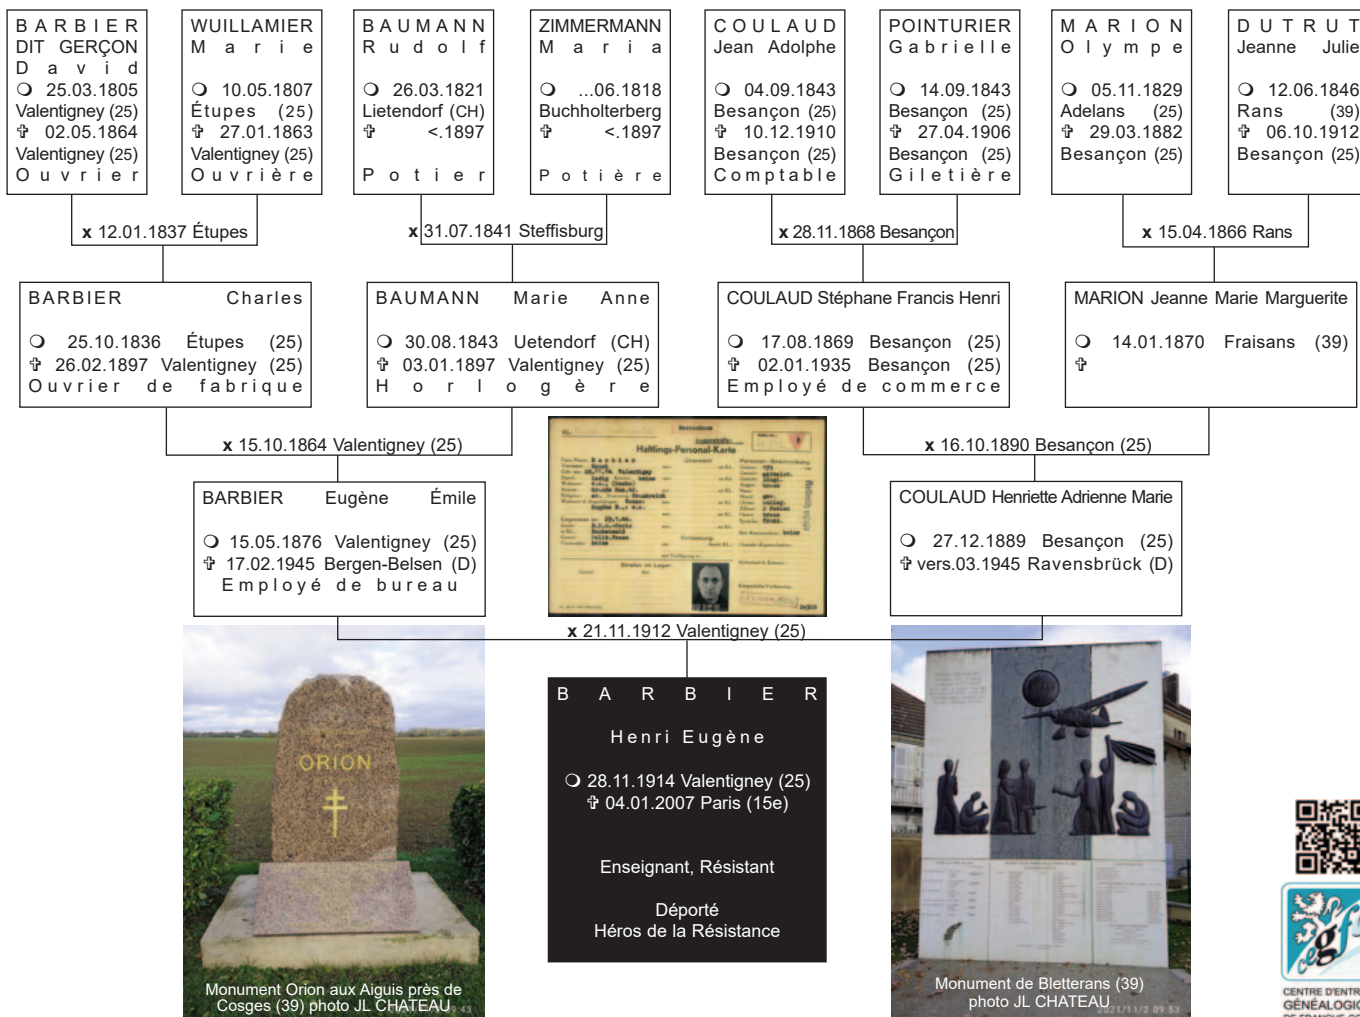 BARBIER
DIT GERÇON
David
❍ 25.03.1805
Valentigney (25)
✞ 02.05.1864
Valentigney (25)
Ouvrier
WUILLAMIER
Marie
❍ 10.05.1807
Étupes (25)
✞ 27.01.1863
Valentigney (25)
Ouvrière
BAUMANN
Rudolf
❍ 26.03.1821
Lietendorf (CH)
✞ <.1897
Potier
ZIMMERMANN
Maria
❍ ...06.1818
Buchholterberg
✞ <.1897
Potière
COULAUD
Jean Adolphe
❍ 04.09.1843
Besançon (25)
✞ 10.12.1910
Besançon (25)
Comptable
POINTURIER
Gabrielle
❍ 14.09.1843
Besançon (25)
✞ 27.04.1906
Besançon (25)
Giletière
MARION
Olympe
❍ 05.11.1829
Adelans (25)
✞ 29.03.1882
Besançon (25)
DUTRUT
Jeanne Julie
❍ 12.06.1846
Rans (39)
✞ 06.10.1912
Besançon (25)
x 12.01.1837 Étupes
x 31.07.1841 Steffisburg
x 28.11.1868 Besançon
x 15.04.1866 Rans
BARBIER Charles
❍ 25.10.1836 Étupes (25)
✞ 26.02.1897 Valentigney (25)
Ouvrier de fabrique
BAUMANN Marie Anne
❍ 30.08.1843 Uetendorf (CH)
✞ 03.01.1897 Valentigney (25)
Horlogère
COULAUD Stéphane Francis Henri
❍ 17.08.1869 Besançon (25)
✞ 02.01.1935 Besançon (25)
Employé de commerce
MARION Jeanne Marie Marguerite
❍ 14.01.1870 Fraisans (39)
✞
x 15.10.1864 Valentigney (25)
x 16.10.1890 Besançon (25)
Häftlings-Personal-Karte
BARBIER Eugène Émile
❍ 15.05.1876 Valentigney (25)
✞ 17.02.1945 Bergen-Belsen (D)
Employé de bureau
COULAUD Henriette Adrienne Marie
❍ 27.12.1889 Besançon (25)
✞ vers.03.1945 Ravensbrück (D)
x 21.11.1912 Valentigney (25)
BARBIER
Henri Eugène
❍ 28.11.1914 Valentigney (25)
✞ 04.01.2007 Paris (15e)
Enseignant, Résistant
Déporté
Héros de la Résistance
ORION
Monument Orion aux Aiguis près de
Cosges (39) photo JL CHATEAU
Monument de Bletterans (39)
photo JL CHATEAU
2021/11/2 09:53
cegf
CENTRE D'ENTR
GÉNÉALOGIC